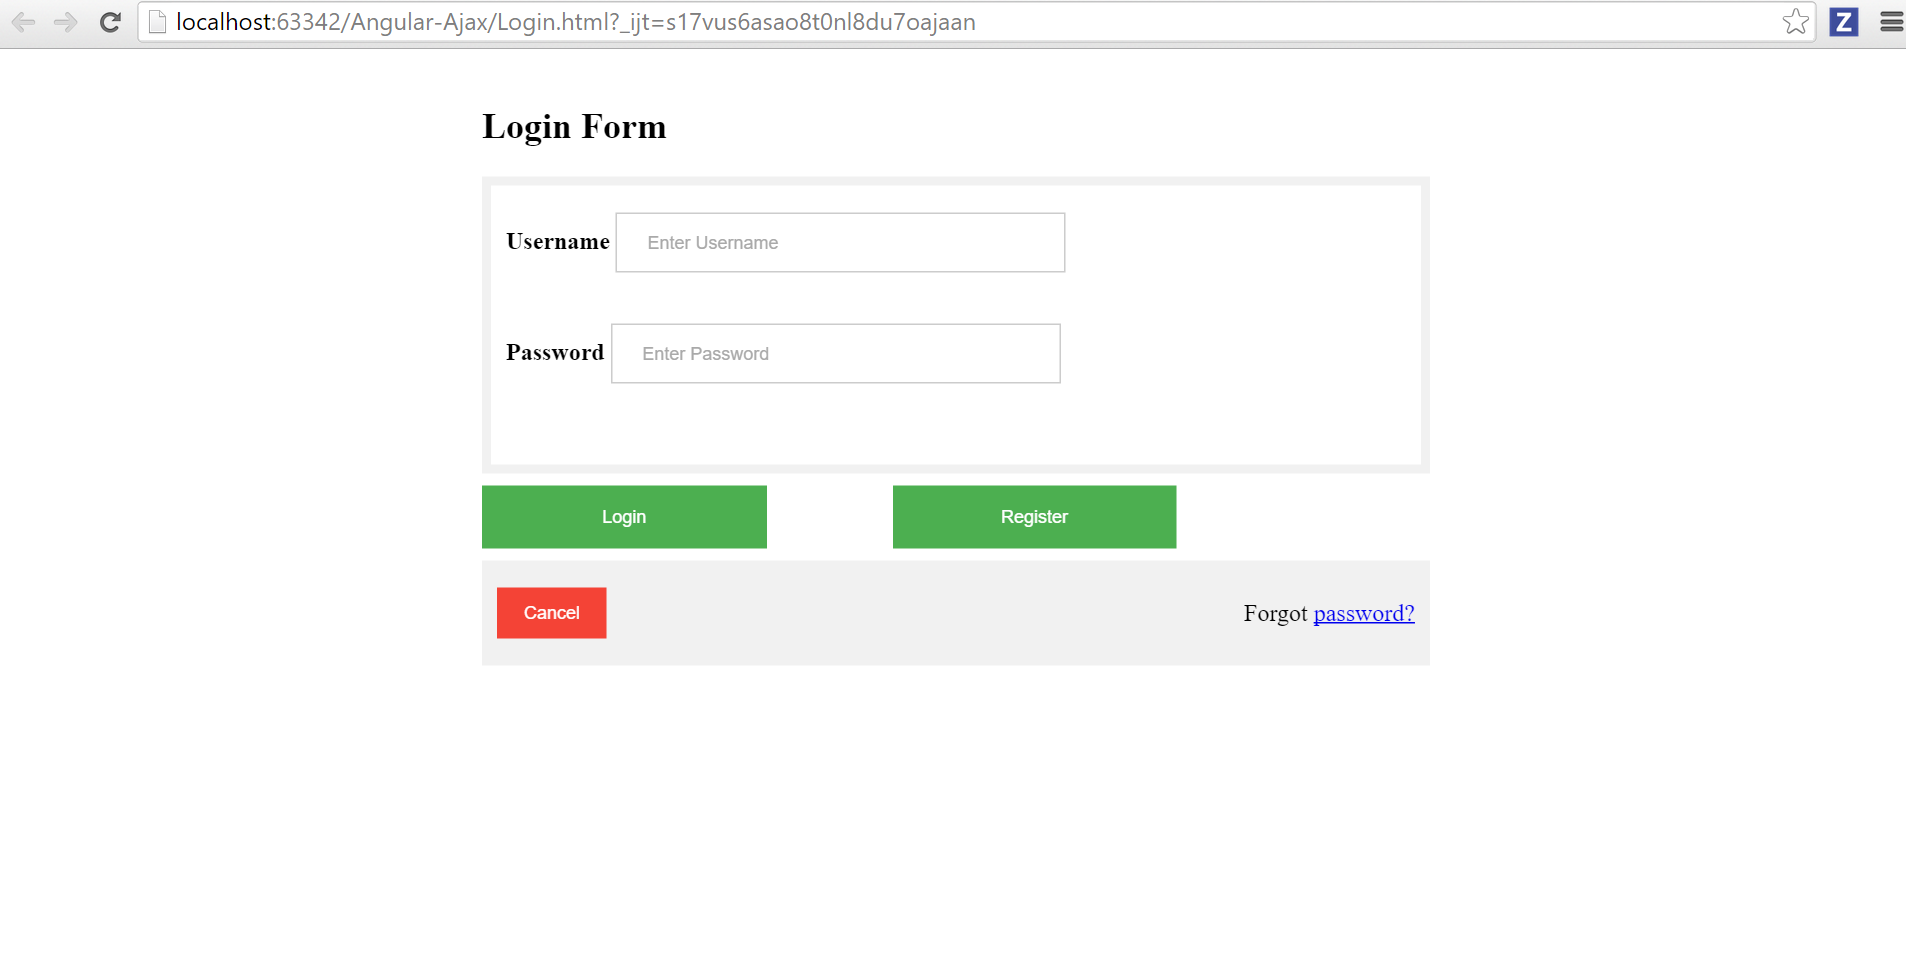 localhost:63342/Angular-Ajax/Login.html?_ijt=s17vus6asao8t0nl8du7oajaan
Z
Login Form
Username Enter Username
Password Enter Password
Login Register
Cancel Forgot password?